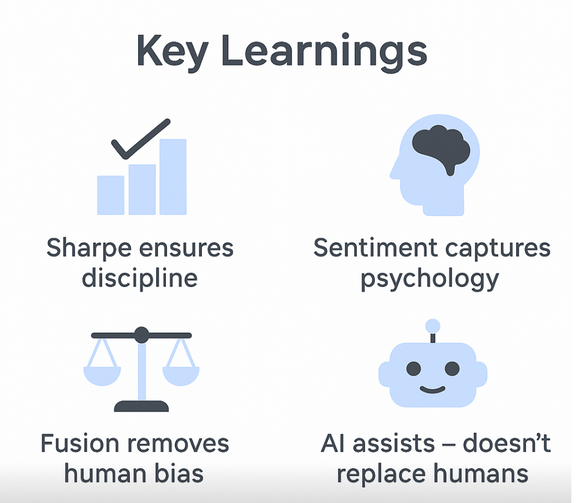 Key Learnings
Sharpe ensures
discipline
Sentiment captures
psychology
Fusion removes
human bias
AI assists – doesn't
replace humans